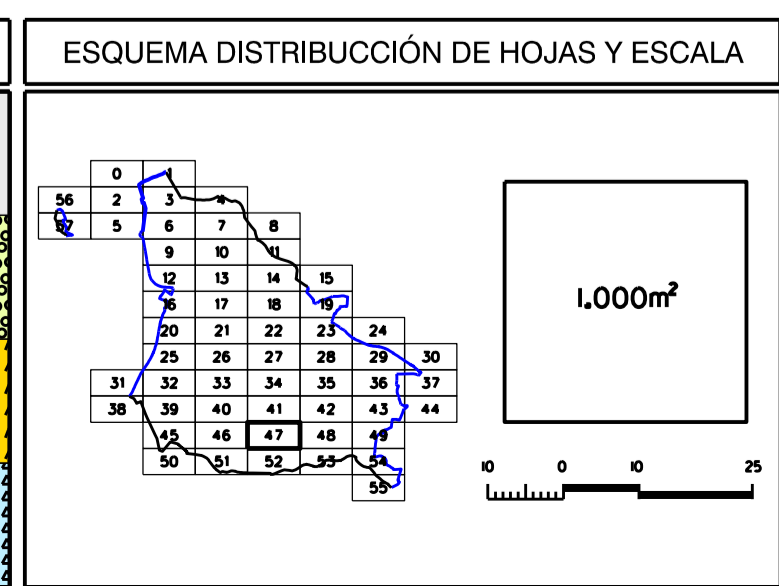 ESQUEMA DISTRIBUCCIÓN DE HOJAS Y ESCALA
0 1
56 2 3 4
57 5 6 7 8
9 10 11
12 13 14 15
16 17 18 19
20 21 22 23 24
25 26 27 28 29 30
31 32 33 34 35 36 37
38 39 40 41 42 43 44
45 46 47 48 49
50 51 52 53 54
55
1.000m²
10 0 10 25